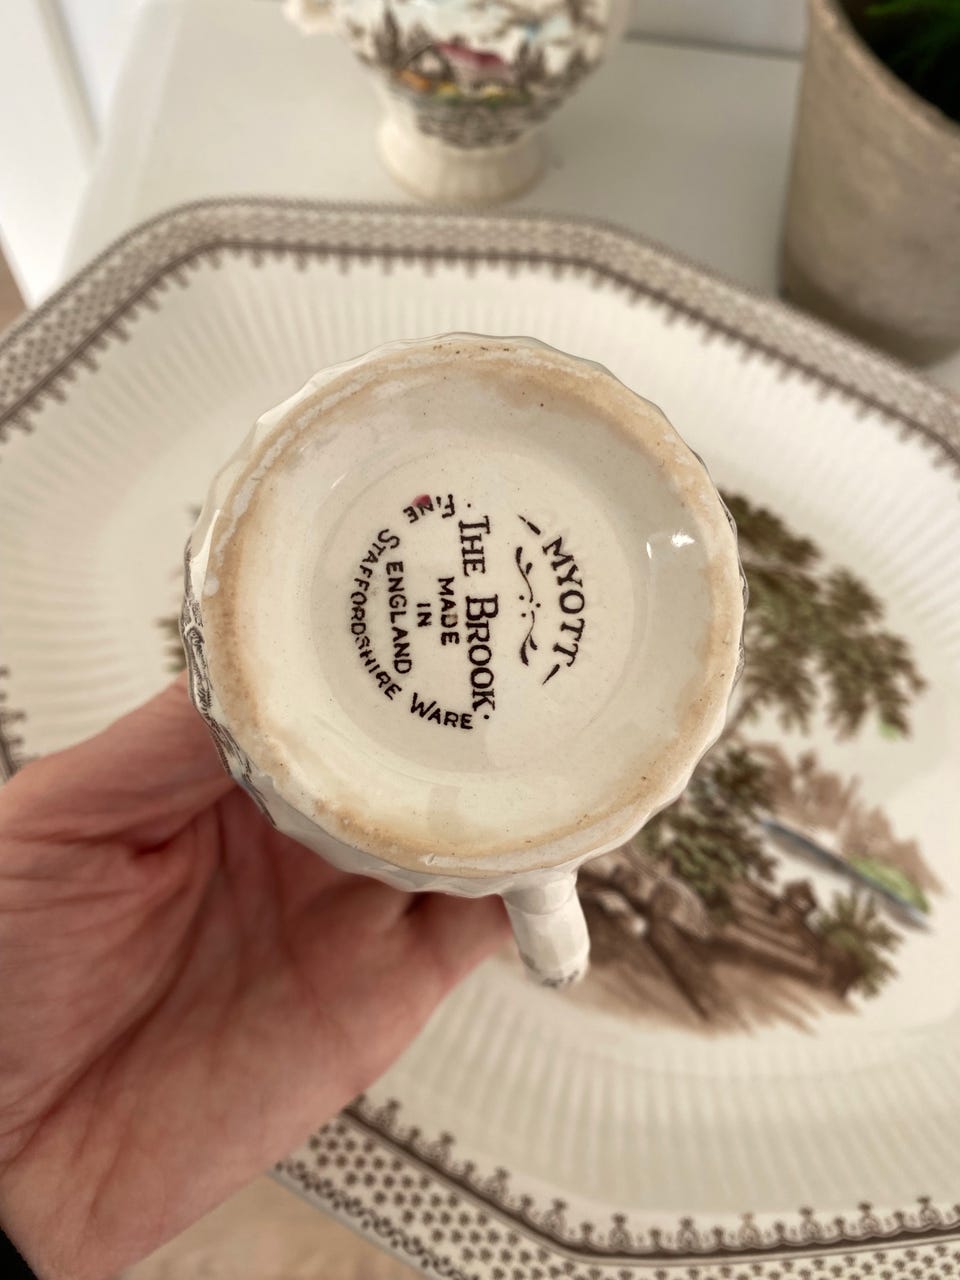 MYOTT
THE BROOK.
MADE
IN
ENGLAND
FINE STAFFORDSHIRE WARE